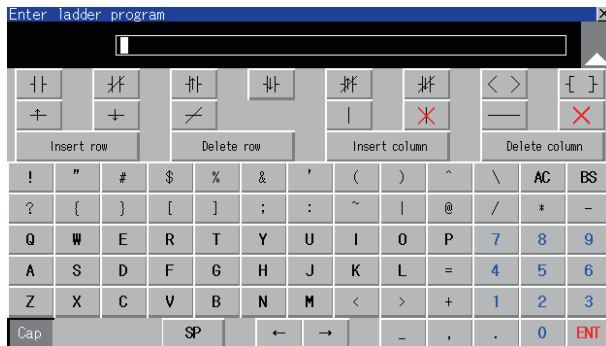 Enter ladder program
< > { }
Insert row Delete row Insert column Delete column
! " # $ % & ' ( ) ^ \ AC BS
? { } [ ] ; : ~ | @ / * -
Q W E R T Y U I O P 7 8 9
A S D F G H J K L = 4 5 6
Z X C V B N M < > + 1 2 3
Cap SP ← → _ , . 0 ENT